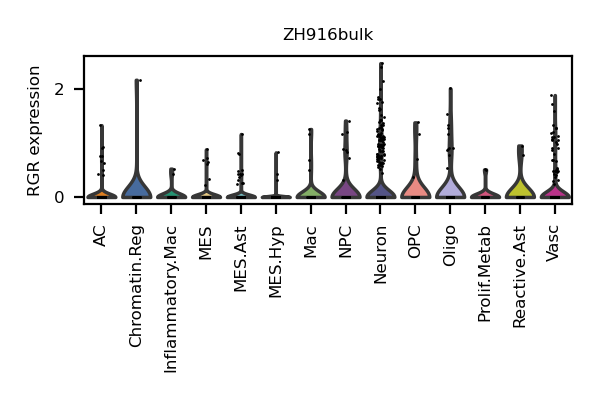 ZH916bulk
RGR expression
2
0
AC
Chromatin.Reg
Inflammatory.Mac
MES
MES.Ast
MES.Hyp
Mac
NPC
Neuron
OPC
Oligo
Prolif.Metab
Reactive.Ast
Vasc